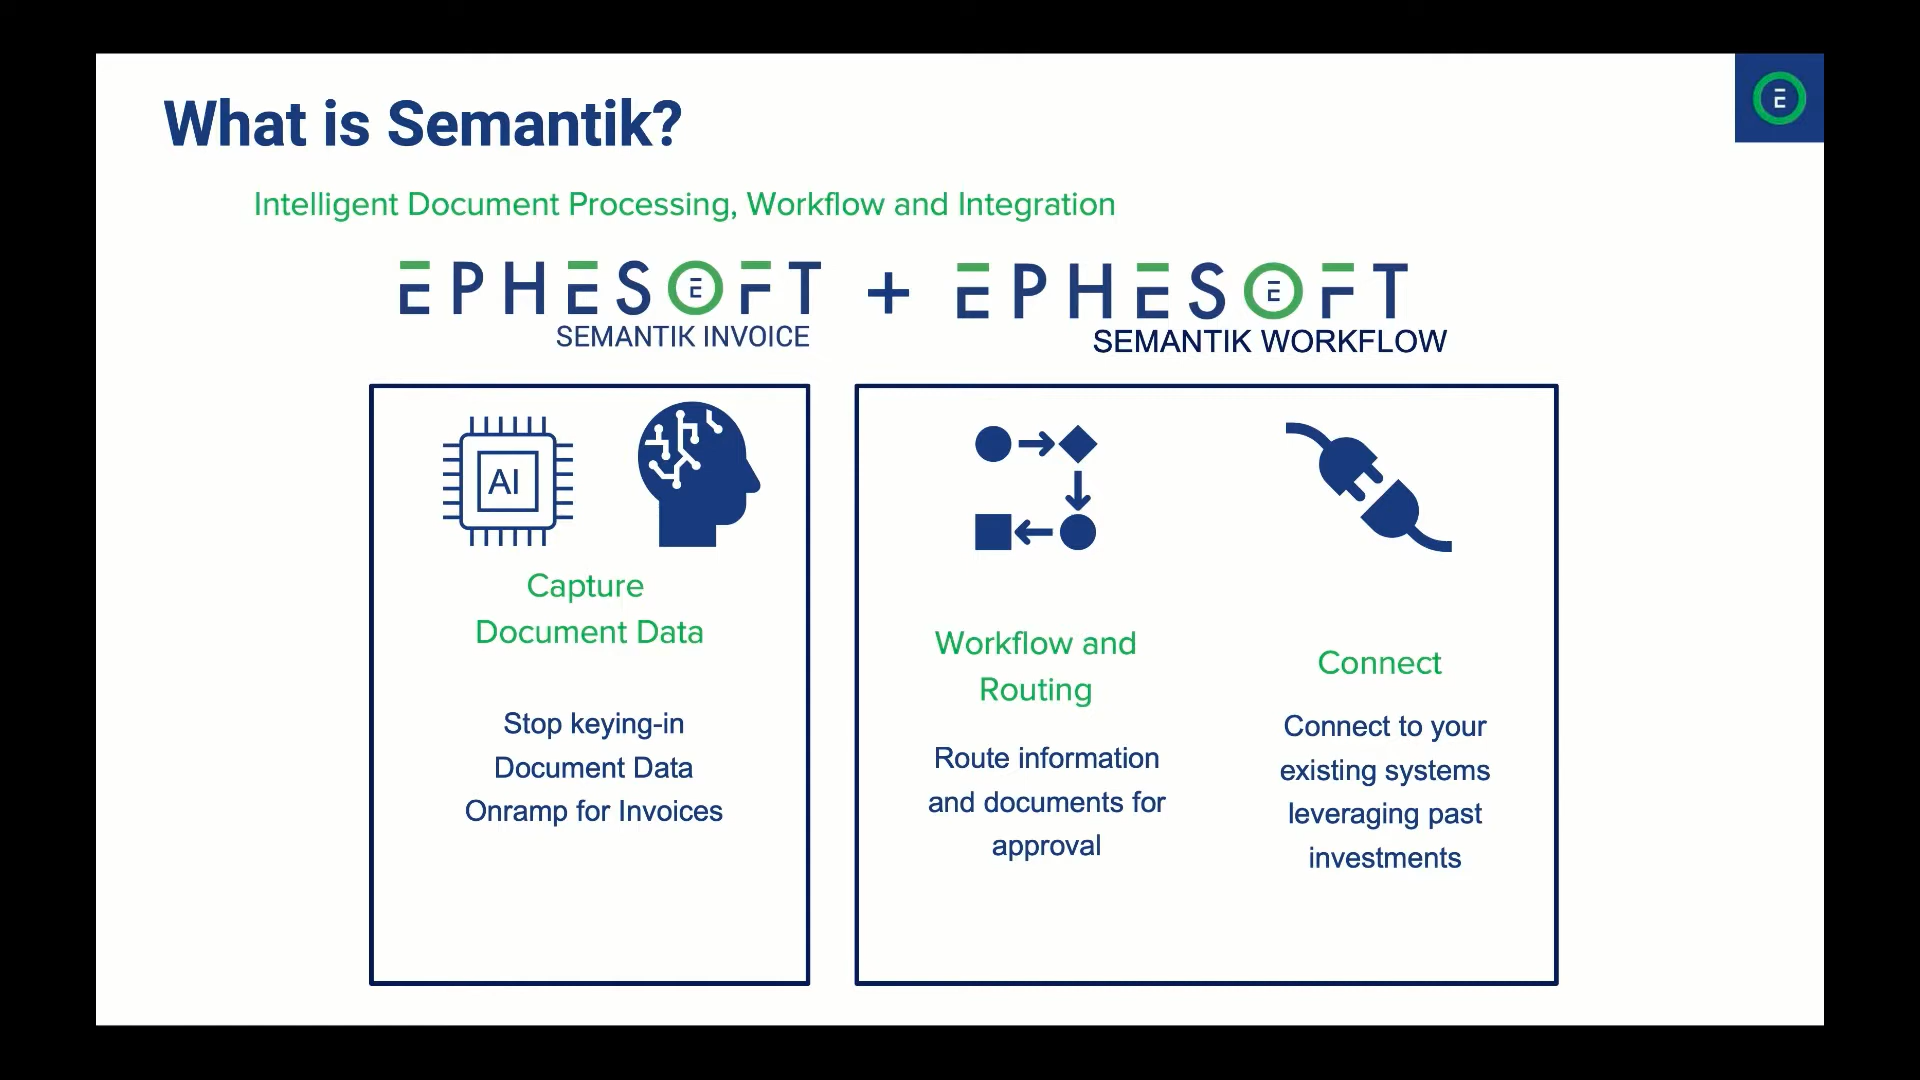 What is Semantik?
E
Intelligent Document Processing, Workflow and Integration
EPHESOFT + EPHESOFT
E
E
SEMANTIK INVOICE
SEMANTIK WORKFLOW
AI
Capture
Document Data
Stop keying-in
Document Data
Onramp for Invoices
Workflow and
Routing
Route information
and documents for
approval
Connect
Connect to your
existing systems
leveraging past
investments